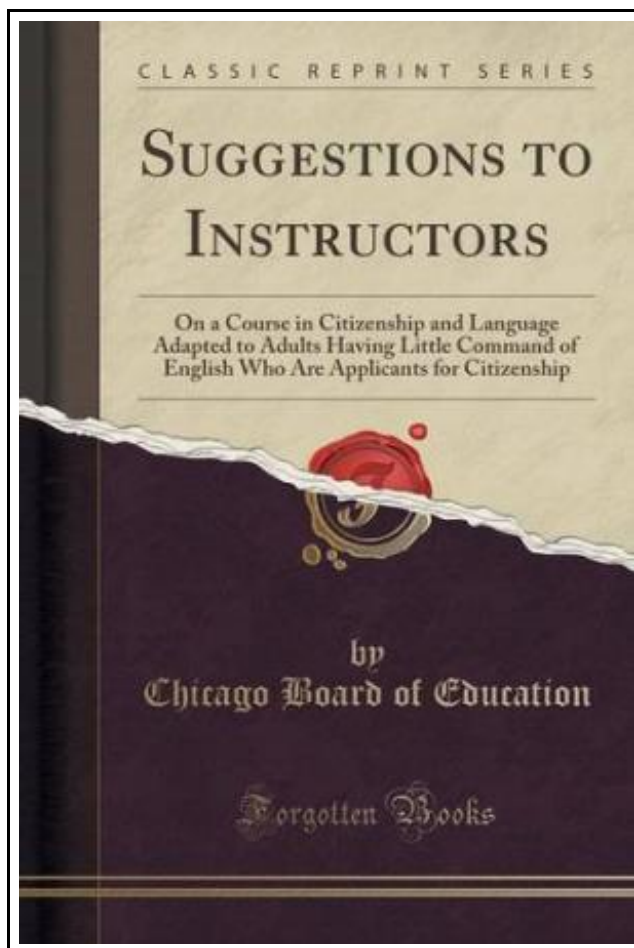 CLASSIC REPRINT SERIES
SUGGESTIONS TO
INSTRUCTORS
On a Course in Citizenship and Language
Adapted to Adults Having Little Command of
English Who Are Applicants for Citizenship
F
by
Chicago Board of Education
Forgotten Books